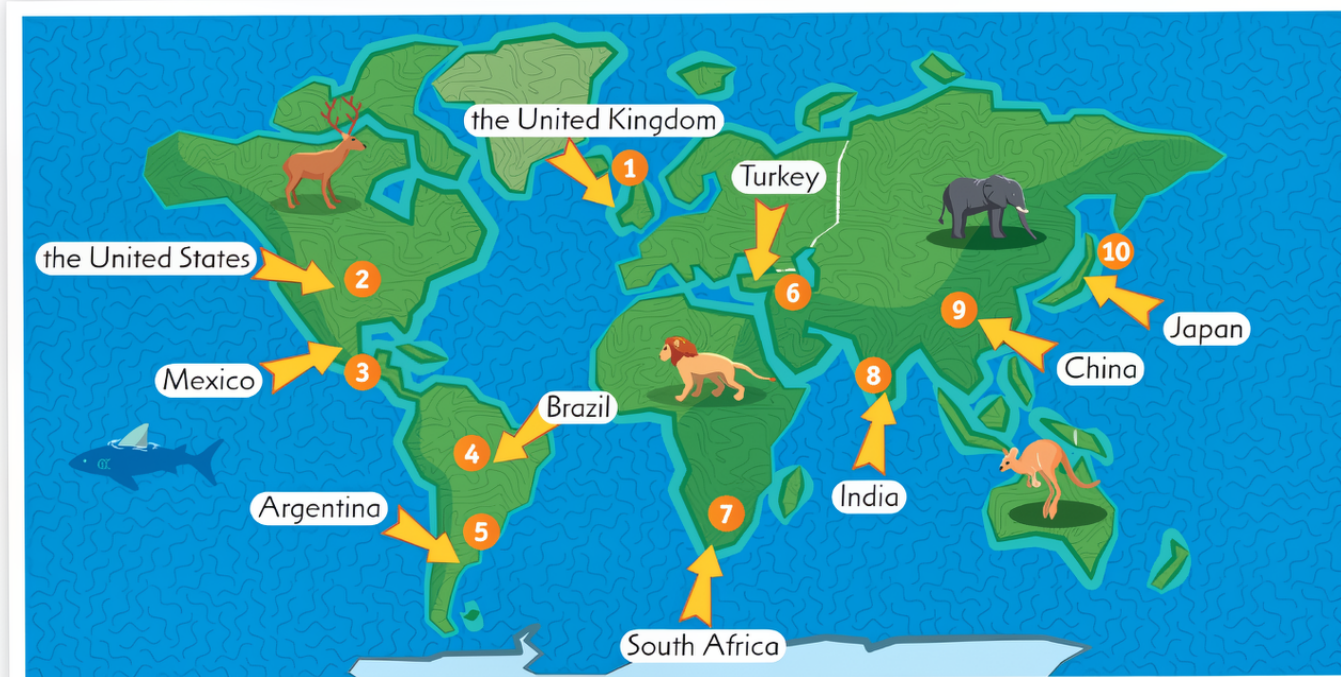 the United Kingdom
1
Turkey
the United States
2
6
10
Japan
9
China
Mexico
3
8
Brazil
4
India
Argentina
5
7
South Africa